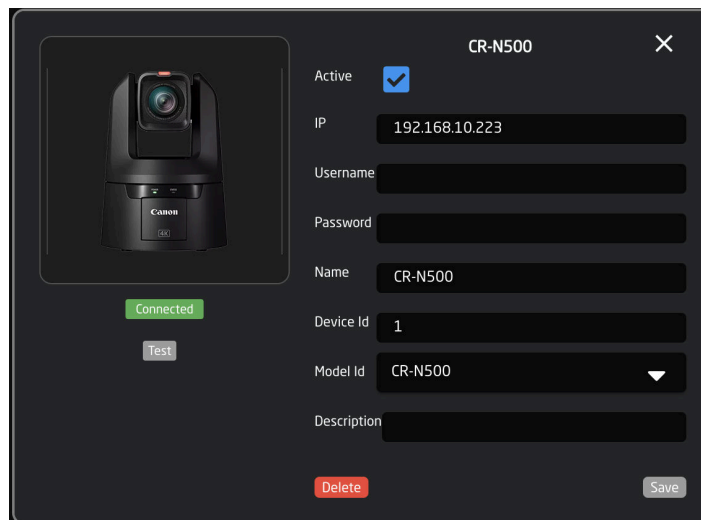 CR-N500
Active
IP
192.168.10.223
Username
Password
Name
CR-N500
Device Id
1
Model Id
CR-N500
Description
Canon
4K
Connected
Test
Delete
Save